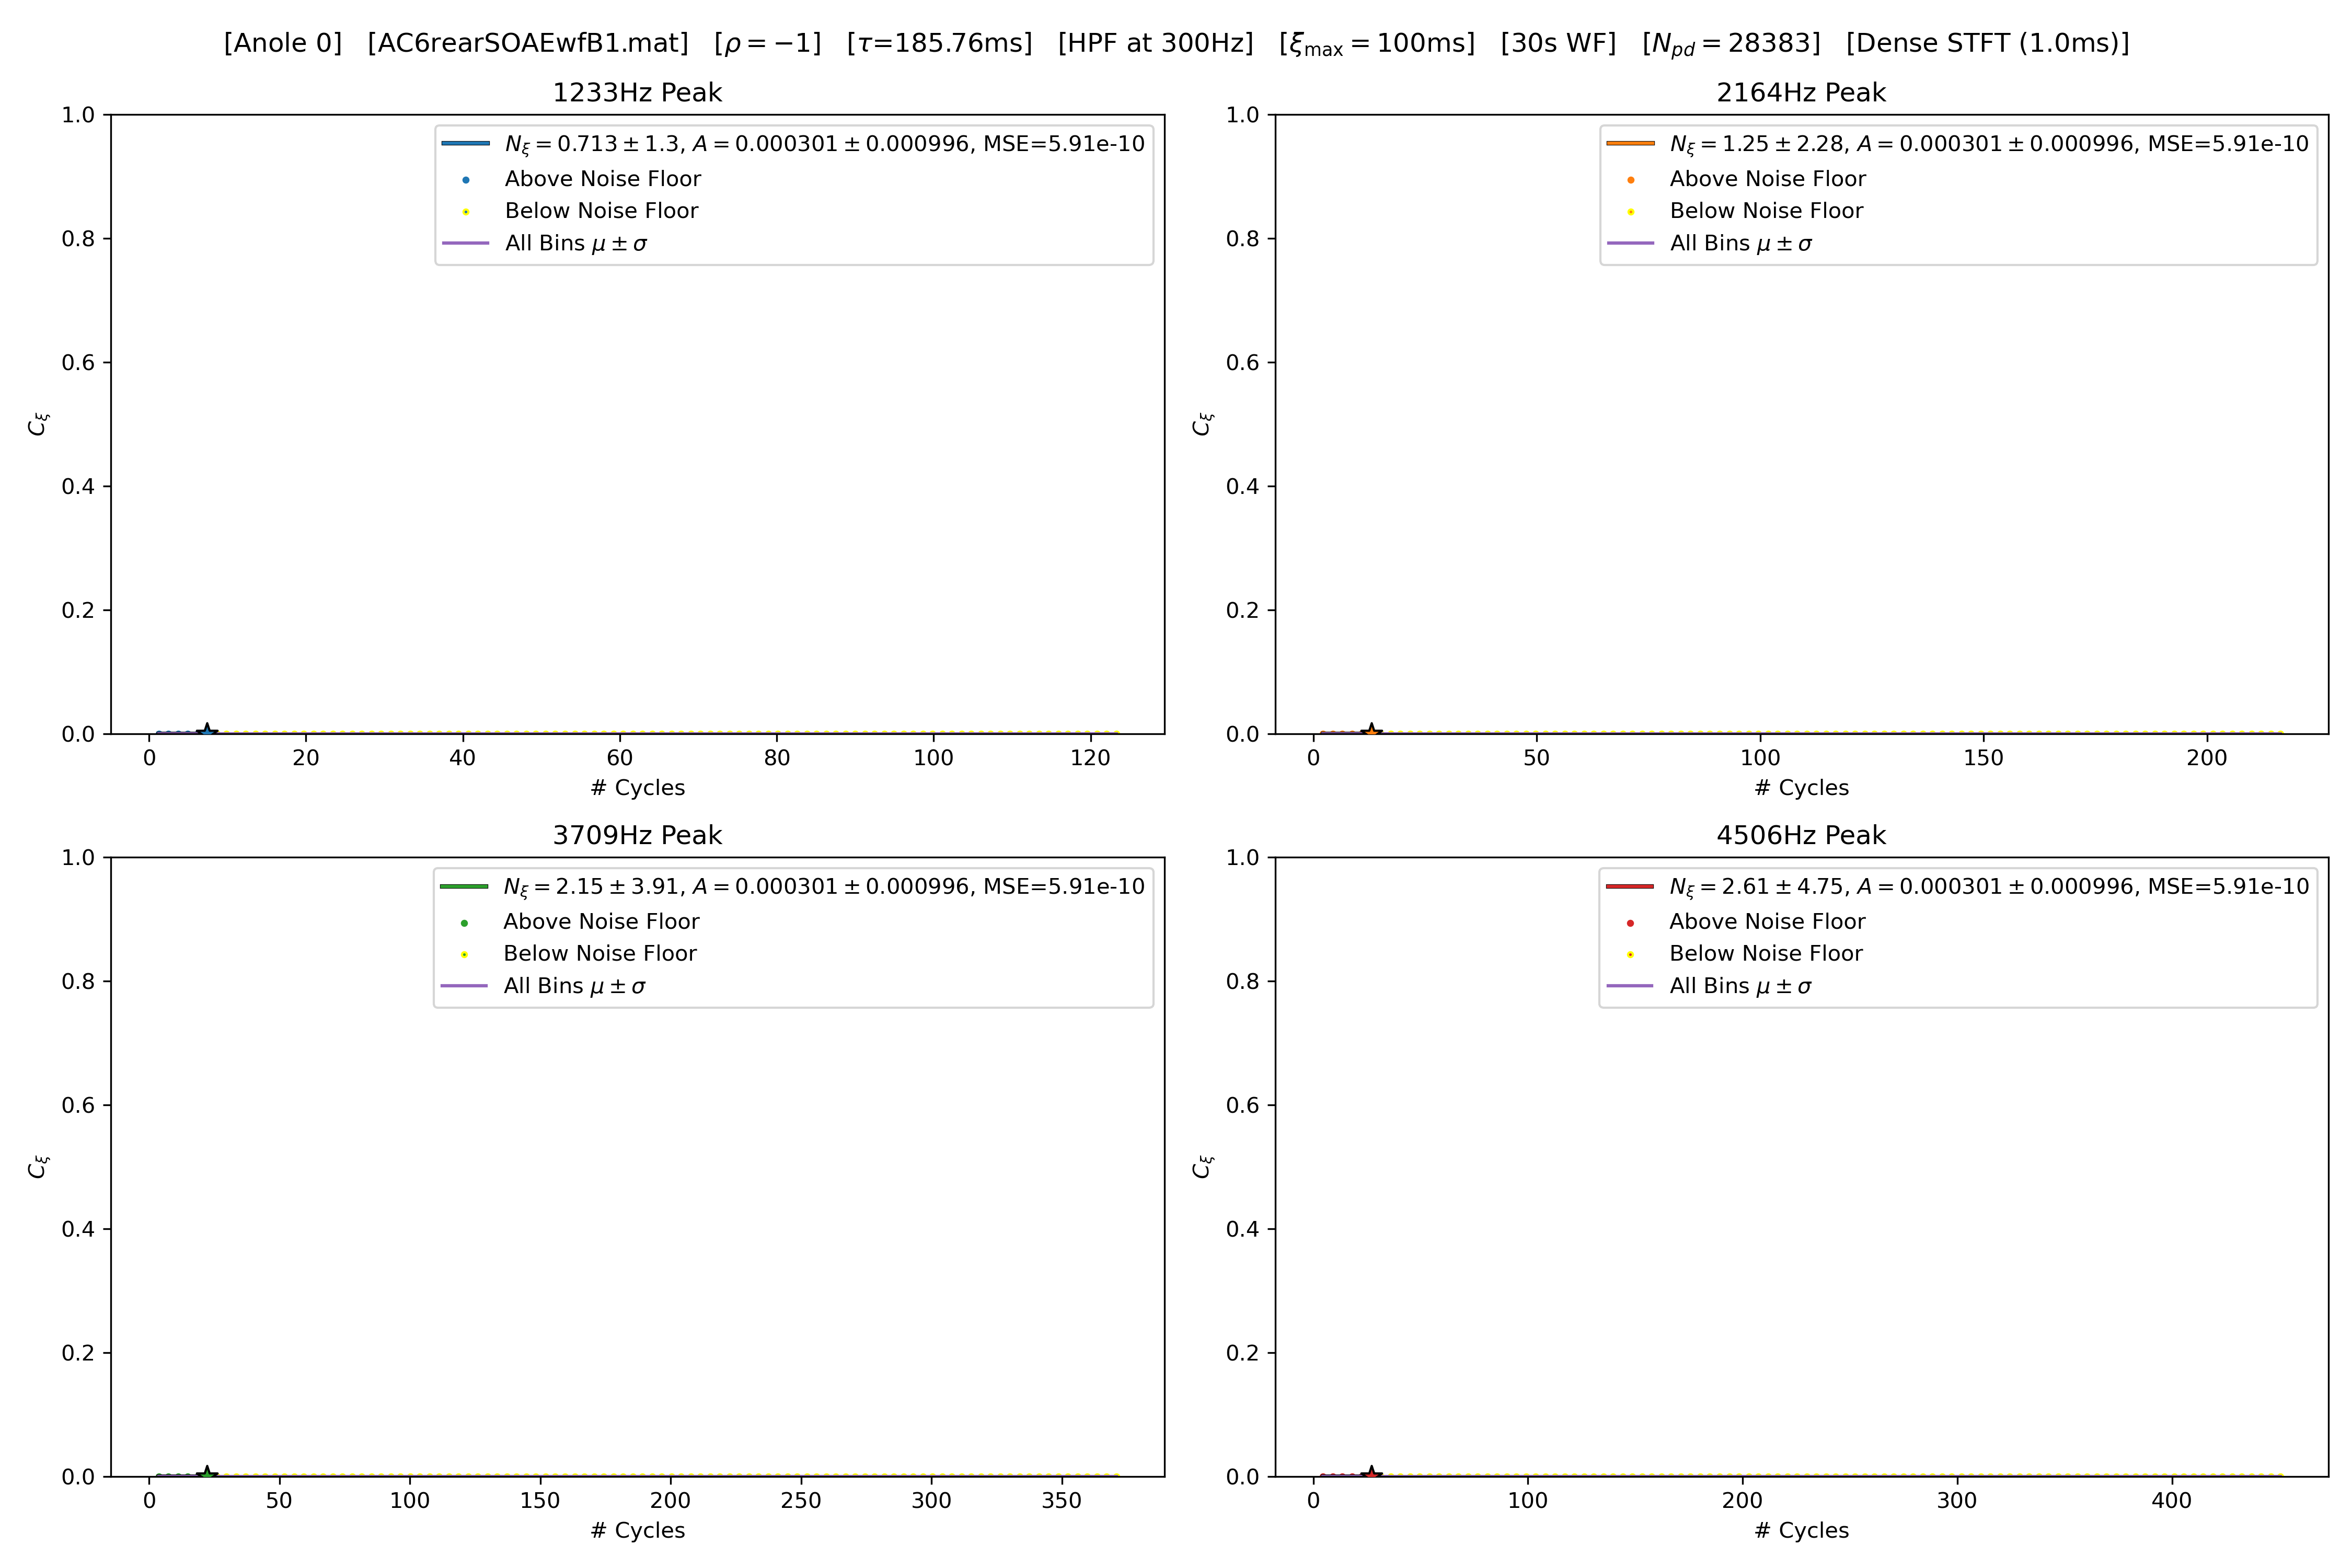 [Anole 0] [AC6rearSOAEwfB1.mat] [ρ = −1] [τ=185.76ms] [HPF at 300Hz] [ξmax = 100ms] [30s WF] [Npd = 28383] [Dense STFT (1.0ms)]
1233Hz Peak
Nξ = 0.713 ± 1.3, A = 0.000301 ± 0.000996, MSE=5.91e-10
Above Noise Floor
Below Noise Floor
All Bins μ ± σ
1.0
0.8
0.6
0.4
0.2
0.0
Cξ
0 20 40 60 80 100 120
# Cycles
2164Hz Peak
Nξ = 1.25 ± 2.28, A = 0.000301 ± 0.000996, MSE=5.91e-10
Above Noise Floor
Below Noise Floor
All Bins μ ± σ
1.0
0.8
0.6
0.4
0.2
0.0
Cξ
0 50 100 150 200
# Cycles
3709Hz Peak
Nξ = 2.15 ± 3.91, A = 0.000301 ± 0.000996, MSE=5.91e-10
Above Noise Floor
Below Noise Floor
All Bins μ ± σ
1.0
0.8
0.6
0.4
0.2
0.0
Cξ
0 50 100 150 200 250 300 350
# Cycles
4506Hz Peak
Nξ = 2.61 ± 4.75, A = 0.000301 ± 0.000996, MSE=5.91e-10
Above Noise Floor
Below Noise Floor
All Bins μ ± σ
1.0
0.8
0.6
0.4
0.2
0.0
Cξ
0 100 200 300 400
# Cycles